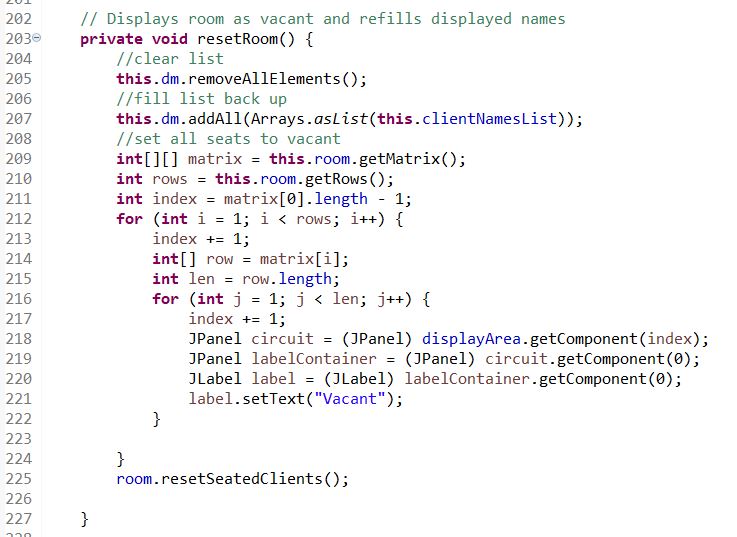 202 // Displays room as vacant and refills displayed names
203 private void resetRoom() {
204 //clear list
205 this.dm.removeAllElements();
206 //fill list back up
207 this.dm.addAll(Arrays.asList(this.clientNamesList));
208 //set all seats to vacant
209 int[][] matrix = this.room.getMatrix();
210 int rows = this.room.getRows();
211 int index = matrix[0].length - 1;
212 for (int i = 1; i < rows; i++) {
213 index += 1;
214 int[] row = matrix[i];
215 int len = row.length;
216 for (int j = 1; j < len; j++) {
217 index += 1;
218 JPanel circuit = (JPanel) displayArea.getComponent(index);
219 JPanel labelContainer = (JPanel) circuit.getComponent(0);
220 JLabel label = (JLabel) labelContainer.getComponent(0);
221 label.setText("Vacant");
222 }
223
224 }
225 room.resetSeatedClients();
226
227 }